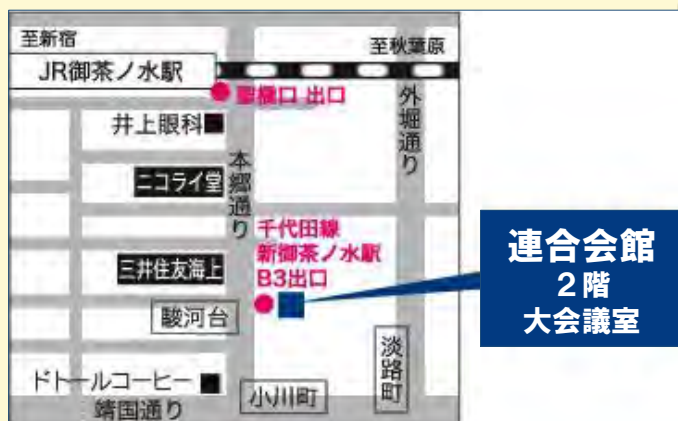 至新宿
至秋葉原
JR御茶ノ水駅
聖橋口 出口
井上眼科
外堀通り
本郷通り
ニコライ堂
千代田線
新御茶ノ水駅
B3出口
三井住友海上
駿河台
連合会館
2階
大会議室
淡路町
ドトールコーヒー
小川町
靖国通り